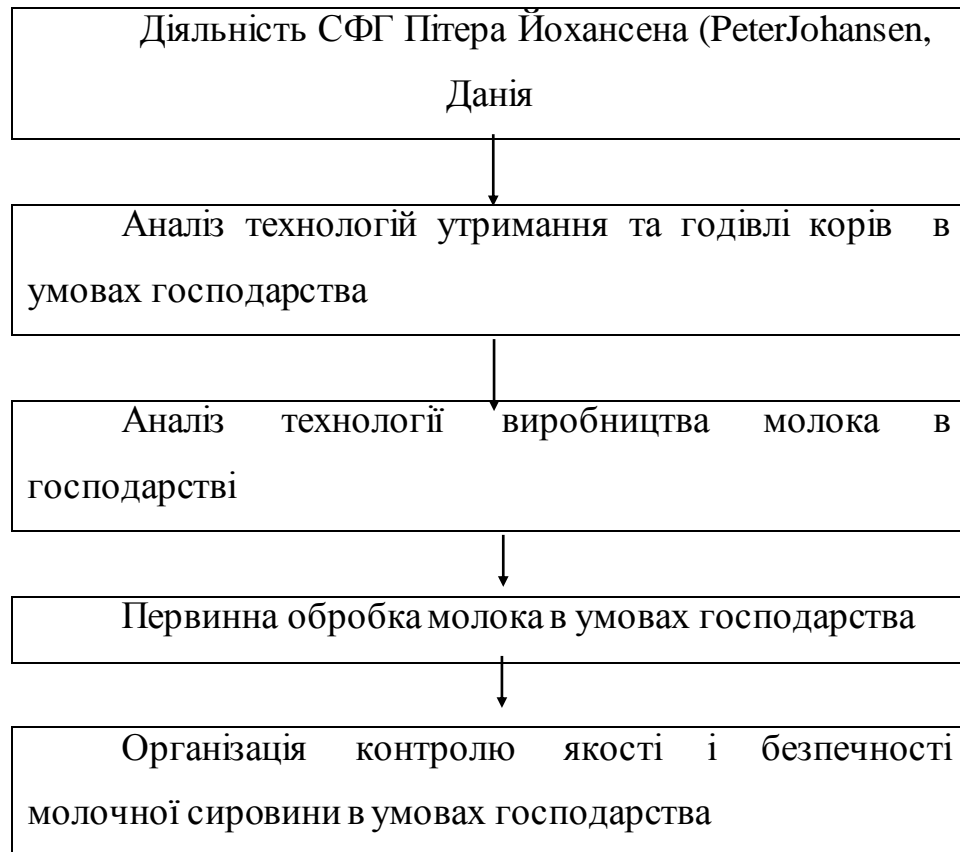 Діяльність СФГ Пітера Йохансена (PeterJohansen,
Данія
Аналіз технологій утримання та годівлі корів в
умовах господарства
Аналіз технології виробництва молока в
господарстві
Первинна обробка молока в умовах господарства
Організація контролю якості і безпечності
молочної сировини в умовах господарства